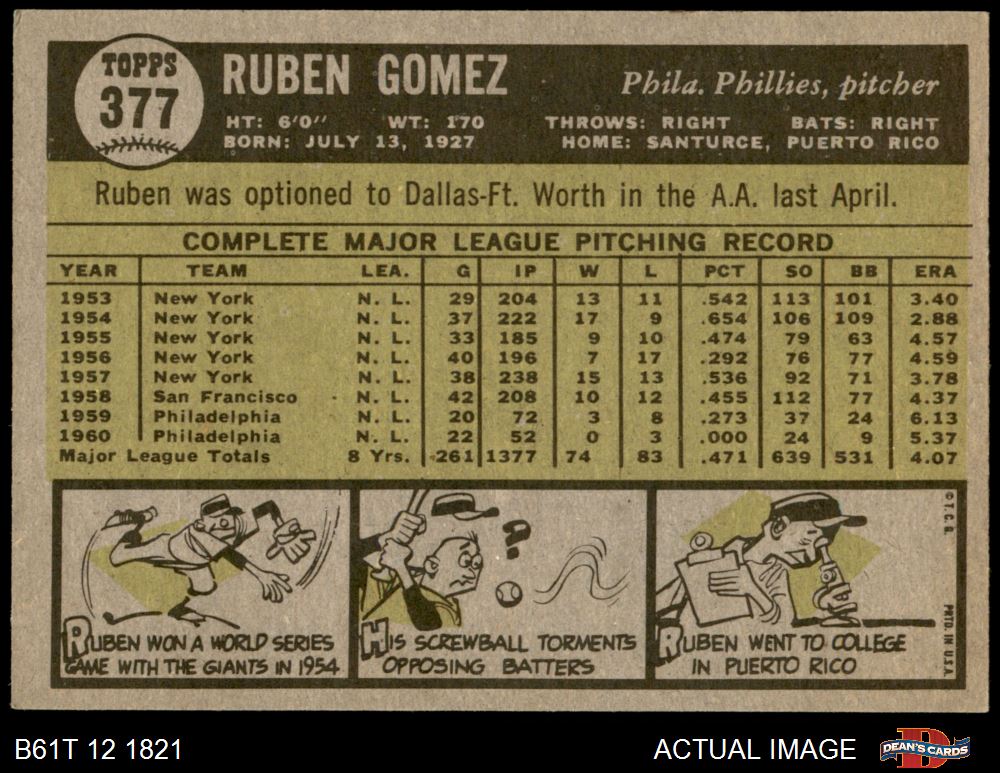 TOPPS
377
RUBEN GOMEZ
Phila. Phillies, pitcher
HT: 6'0" WT: 170 THROWS: RIGHT BATS: RIGHT
BORN: JULY 13, 1927 HOME: SANTURCE, PUERTO RICO
Ruben was optioned to Dallas-Ft. Worth in the A.A. last April.
COMPLETE MAJOR LEAGUE PITCHING RECORD
YEAR TEAM LEA. G IP W L PCT SO BB ERA
1953 New York N. L. 29 204 13 11 .542 113 101 3.40
1954 New York N. L. 37 222 17 9 .654 106 109 2.88
1955 New York N. L. 33 185 9 10 .474 79 63 4.57
1956 New York N. L. 40 196 7 17 .292 76 77 4.59
1957 New York N. L. 38 238 15 13 .536 92 71 3.78
1958 San Francisco N. L. 42 208 10 12 .455 112 77 4.37
1959 Philadelphia N. L. 20 72 3 8 .273 37 24 6.13
1960 Philadelphia N. L. 22 52 0 3 .000 24 9 5.37
Major League Totals 8 Yrs. 261 1377 74 83 .471 639 531 4.07
RUBEN WON A WORLD SERIES
GAME WITH THE GIANTS IN 1954
?
HIS SCREWBALL TORMENTS
OPPOSING BATTERS
RUBEN WENT TO COLLEGE
IN PUERTO RICO
© T. C. G. PRTD. IN U.S.A.
B61T 12 1821
ACTUAL IMAGE
DEAN'S CARDS